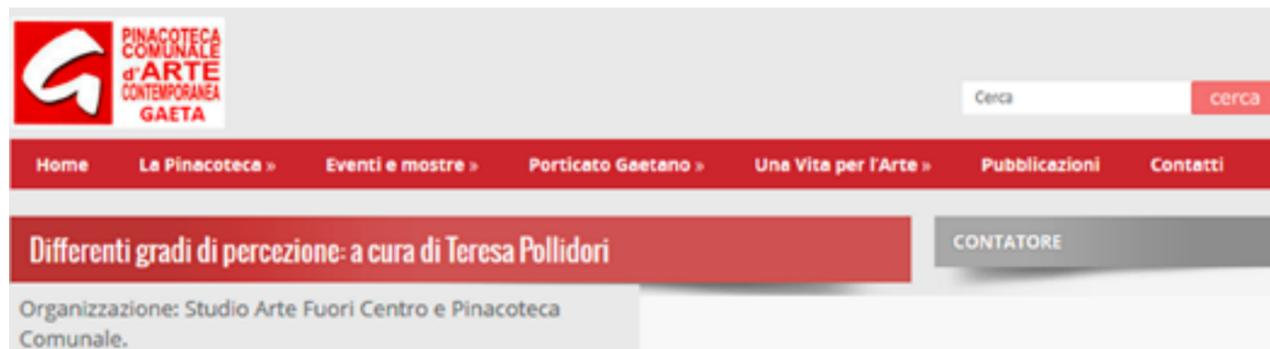 PINACOTECA
COMUNALE
d'ARTE
CONTEMPORANEA
GAETA
Cerca
cerca
Home La Pinacoteca » Eventi e mostre » Porticato Gaetano » Una Vita per l'Arte » Pubblicazioni Contatti
Differenti gradi di percezione: a cura di Teresa Pollidori
CONTATORE
Organizzazione: Studio Arte Fuori Centro e Pinacoteca
Comunale.